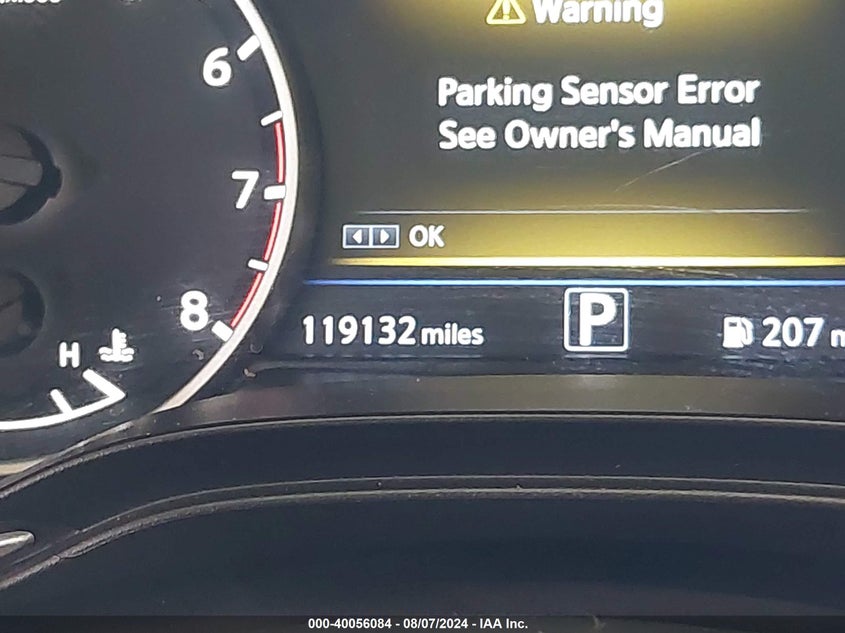 Warning
6
Parking Sensor Error
See Owner's Manual
7
OK
8
119132 miles
P
207
H
000-40056084 - 08/07/2024 - IAA Inc.